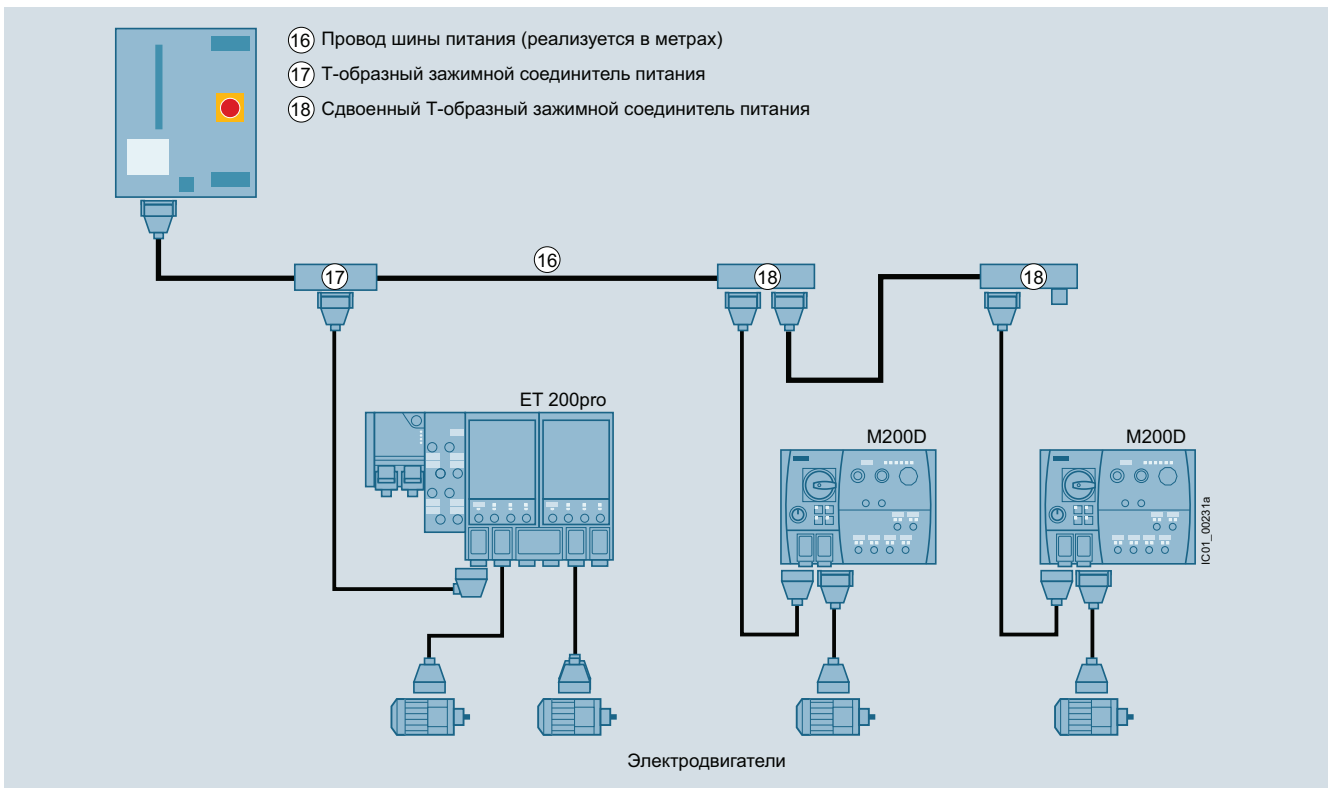 16 Провод шины питания (реализуется в метрах)
17 Т-образный зажимной соединитель питания
18 Сдвоенный Т-образный зажимной соединитель питания
16
17
18
18
ET 200pro
M200D
M200D
IC01_00231a
Электродвигатели